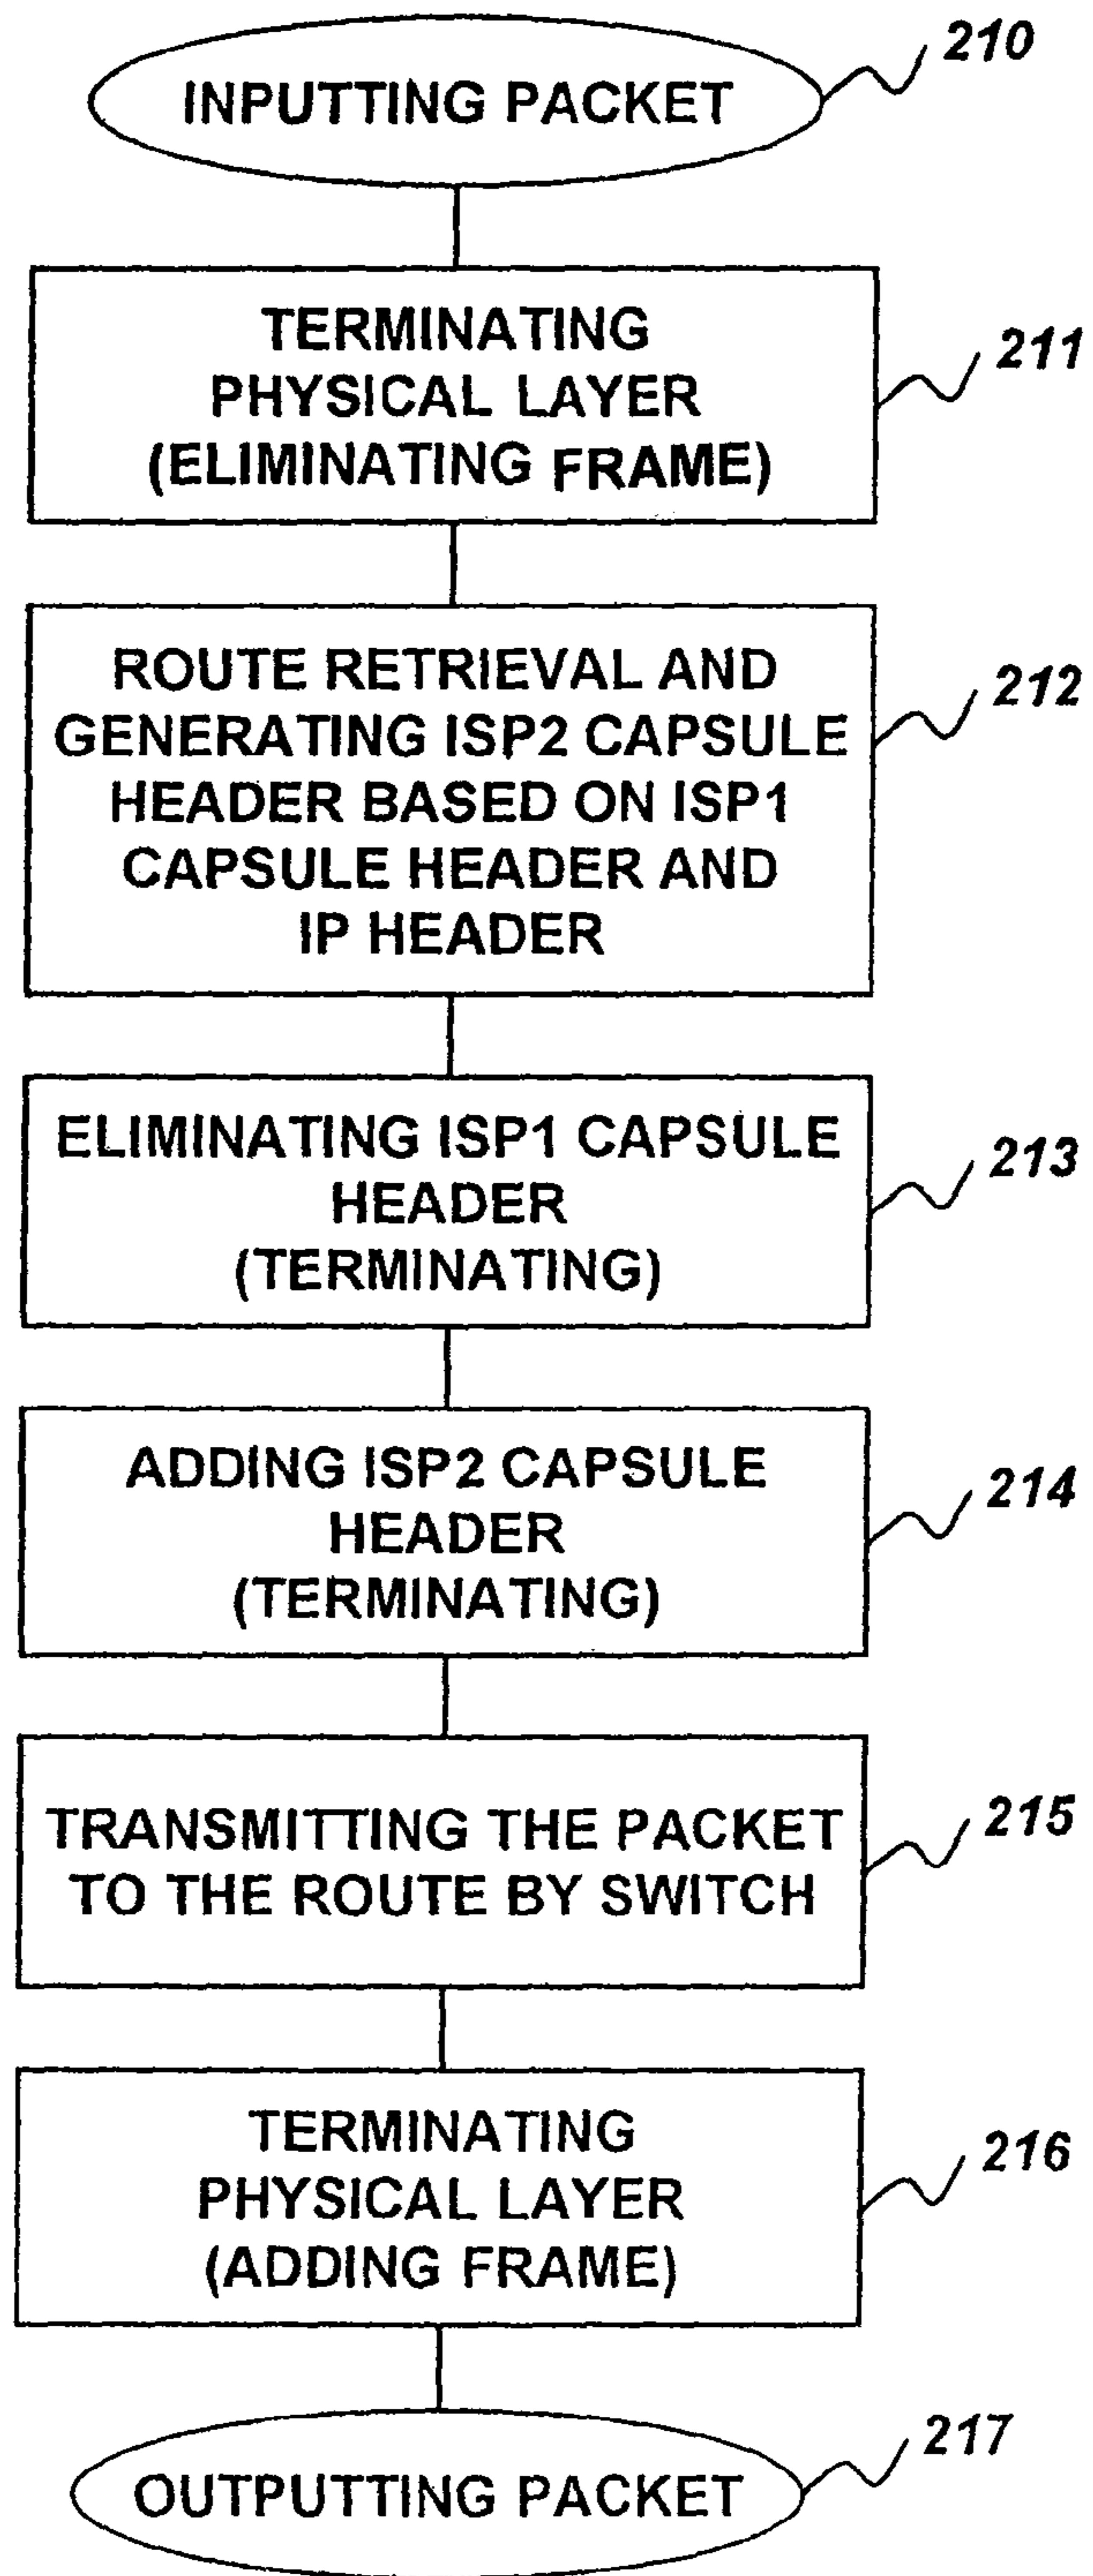 INPUTTING PACKET
210
TERMINATING
PHYSICAL LAYER
(ELIMINATING FRAME)
211
ROUTE RETRIEVAL AND
GENERATING ISP2 CAPSULE
HEADER BASED ON ISP1
CAPSULE HEADER AND
IP HEADER
212
ELIMINATING ISP1 CAPSULE
HEADER
(TERMINATING)
213
ADDING ISP2 CAPSULE
HEADER
(TERMINATING)
214
TRANSMITTING THE PACKET
TO THE ROUTE BY SWITCH
215
TERMINATING
PHYSICAL LAYER
(ADDING FRAME)
216
OUTPUTTING PACKET
217